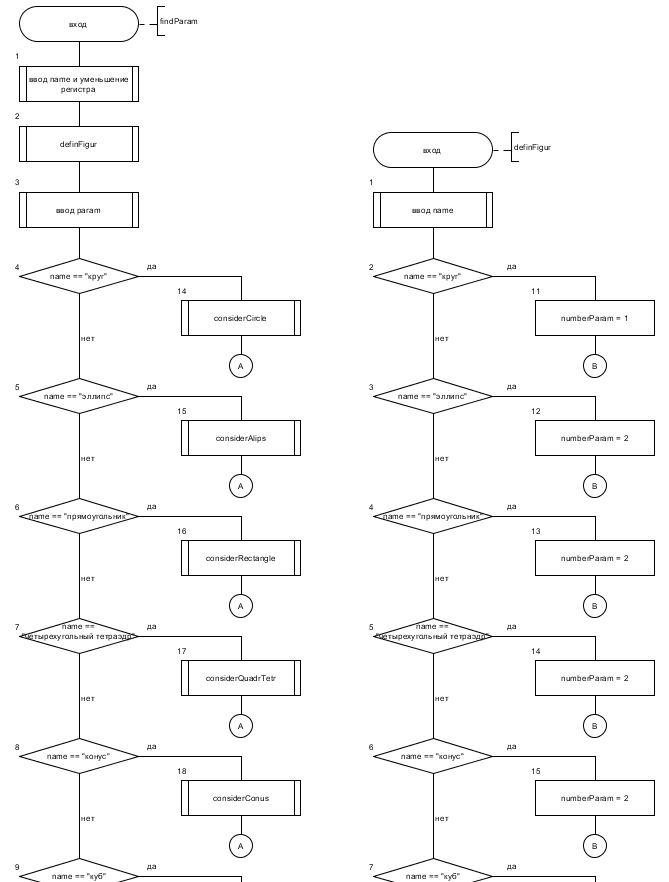 вход
findParam
1
ввод name и уменьшение
регистра
2
definFigur
3
ввод param
4
name == "круг"
да
14
considerCircle
A
нет
5
name == "эллипс"
да
15
considerAlips
A
нет
6
name == "прямоугольник"
да
16
considerRectangle
A
нет
7
name ==
"четырехугольный тетраэдр"
да
17
considerQuadrTetr
A
нет
8
name == "конус"
да
18
considerConus
A
нет
9
name == "куб"
да
вход
definFigur
1
ввод name
2
name == "круг"
да
11
numberParam = 1
B
нет
3
name == "эллипс"
да
12
numberParam = 2
B
нет
4
name == "прямоугольник"
да
13
numberParam = 2
B
нет
5
name ==
"четырехугольный тетраэдр"
да
14
numberParam = 2
B
нет
6
name == "конус"
да
15
numberParam = 2
B
нет
7
name == "куб"
да